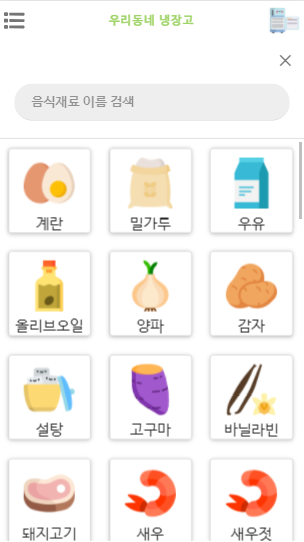 우리동네 냉장고
음식재료 이름 검색
계란
밀가투
우유
올리브오일
양파
감자
설탕
고구마
바닐라빈
돼지고기
새우
새우젓